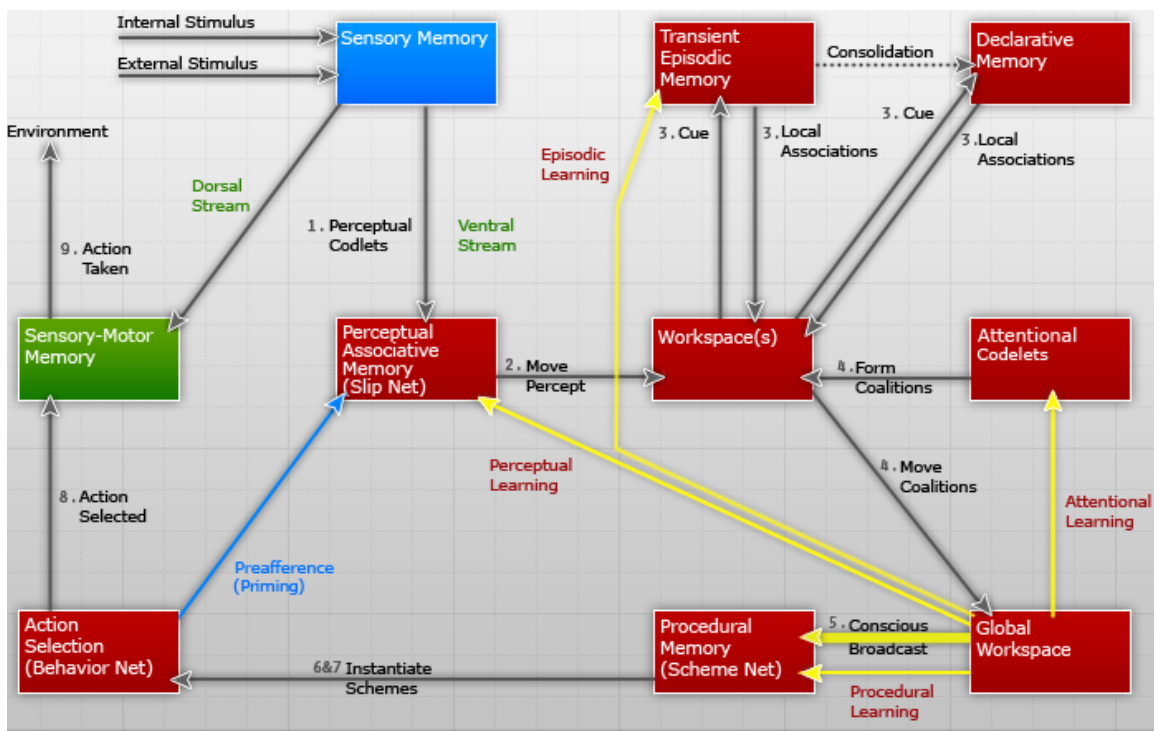 Internal Stimulus
External Stimulus
Sensory Memory
Transient
Episodic
Memory
Consolidation
Declarative
Memory
Environment
3. Cue
3. Local
Associations
3. Cue
3. Local
Associations
Episodic
Learning
Dorsal
Stream
1. Perceptual
Codlets
Ventral
Stream
9. Action
Taken
Sensory-Motor
Memory
Perceptual
Associative
Memory
(Slip Net)
2. Move
Percept
Workspace(s)
4. Form
Coalitions
Attentional
Codelets
Perceptual
Learning
4. Move
Coalitions
Attentional
Learning
8. Action
Selected
Preafference
(Priming)
Action
Selection
(Behavior Net)
6&7 Instantiate
Schemes
Procedural
Memory
(Scheme Net)
5. Conscious
Broadcast
Procedural
Learning
Global
Workspace